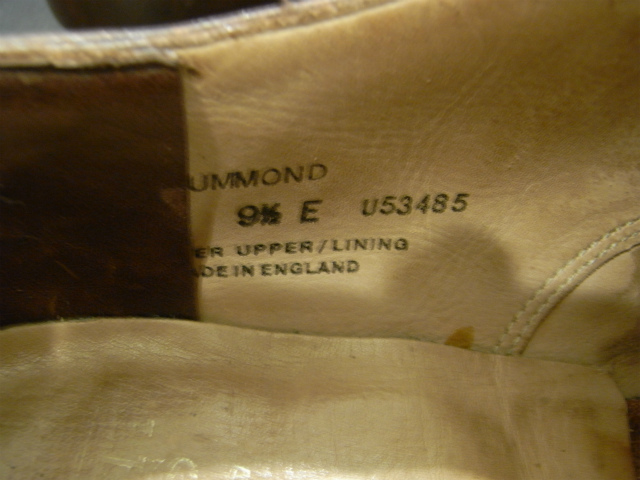 UMMOND
9½ E U53485
ER UPPER/LINING
ADE IN ENGLAND